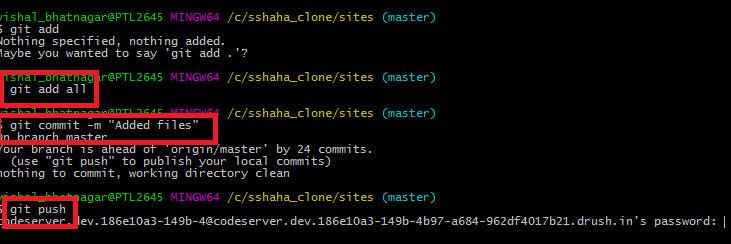 vishal_bhatnagar@PTL2645 MINGW64 /c/sshaha_clone/sites (master)
$ git add
Nothing specified, nothing added.
Maybe you wanted to say 'git add .'?
vishal_bhatnagar@PTL2645 MINGW64 /c/sshaha_clone/sites (master)
git add all
vishal_bhatnagar@PTL2645 MINGW64 /c/sshaha_clone/sites (master)
$ git commit -m "Added files"
On branch master
Your branch is ahead of 'origin/master' by 24 commits.
(use "git push" to publish your local commits)
nothing to commit, working directory clean
vishal_bhatnagar@PTL2645 MINGW64 /c/sshaha_clone/sites (master)
$ git push
codeserver.dev.186e10a3-149b-4@codeserver.dev.186e10a3-149b-4b97-a684-962df4017b21.drush.in's password: